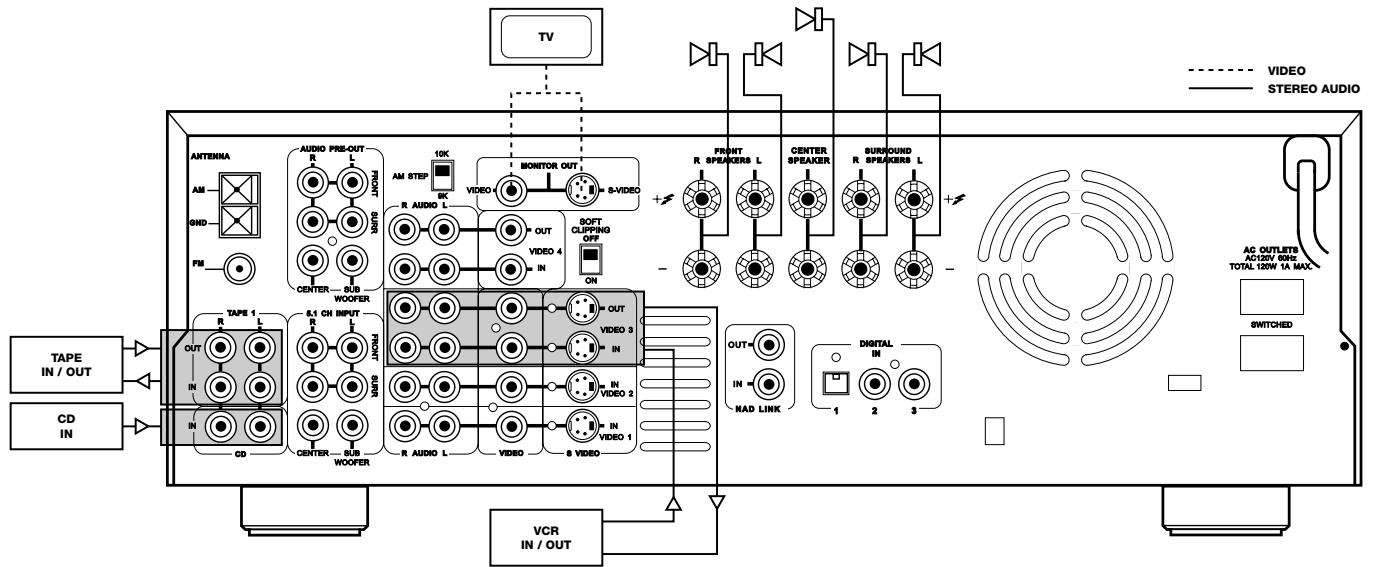 TV
VIDEO
STEREO AUDIO
ANTENNA
AM
GND
FM
AUDIO PRE-OUT
R L
FRONT
SURR
CENTER
SUB
WOOFER
10K
AM STEP
9K
MONITOR OUT
VIDEO
S-VIDEO
R AUDIO L
OUT
VIDEO 4
IN
SOFT
CLIPPING
OFF
ON
FRONT
R SPEAKERS L
CENTER
SPEAKER
SURROUND
R SPEAKERS L
+
+
–
–
AC OUTLETS
AC120V 60Hz
TOTAL 120W 1A MAX.
SWITCHED
TAPE
IN / OUT
CD
IN
TAPE 1
R L
OUT
IN
IN
CD
5.1 CH INPUT
R L
FRONT
SURR
CENTER
SUB
WOOFER
OUT
VIDEO 3
IN
IN
VIDEO 2
IN
VIDEO 1
R AUDIO L
VIDEO
S VIDEO
OUT
IN
NAD LINK
DIGITAL
IN
1 2 3
VCR
IN / OUT